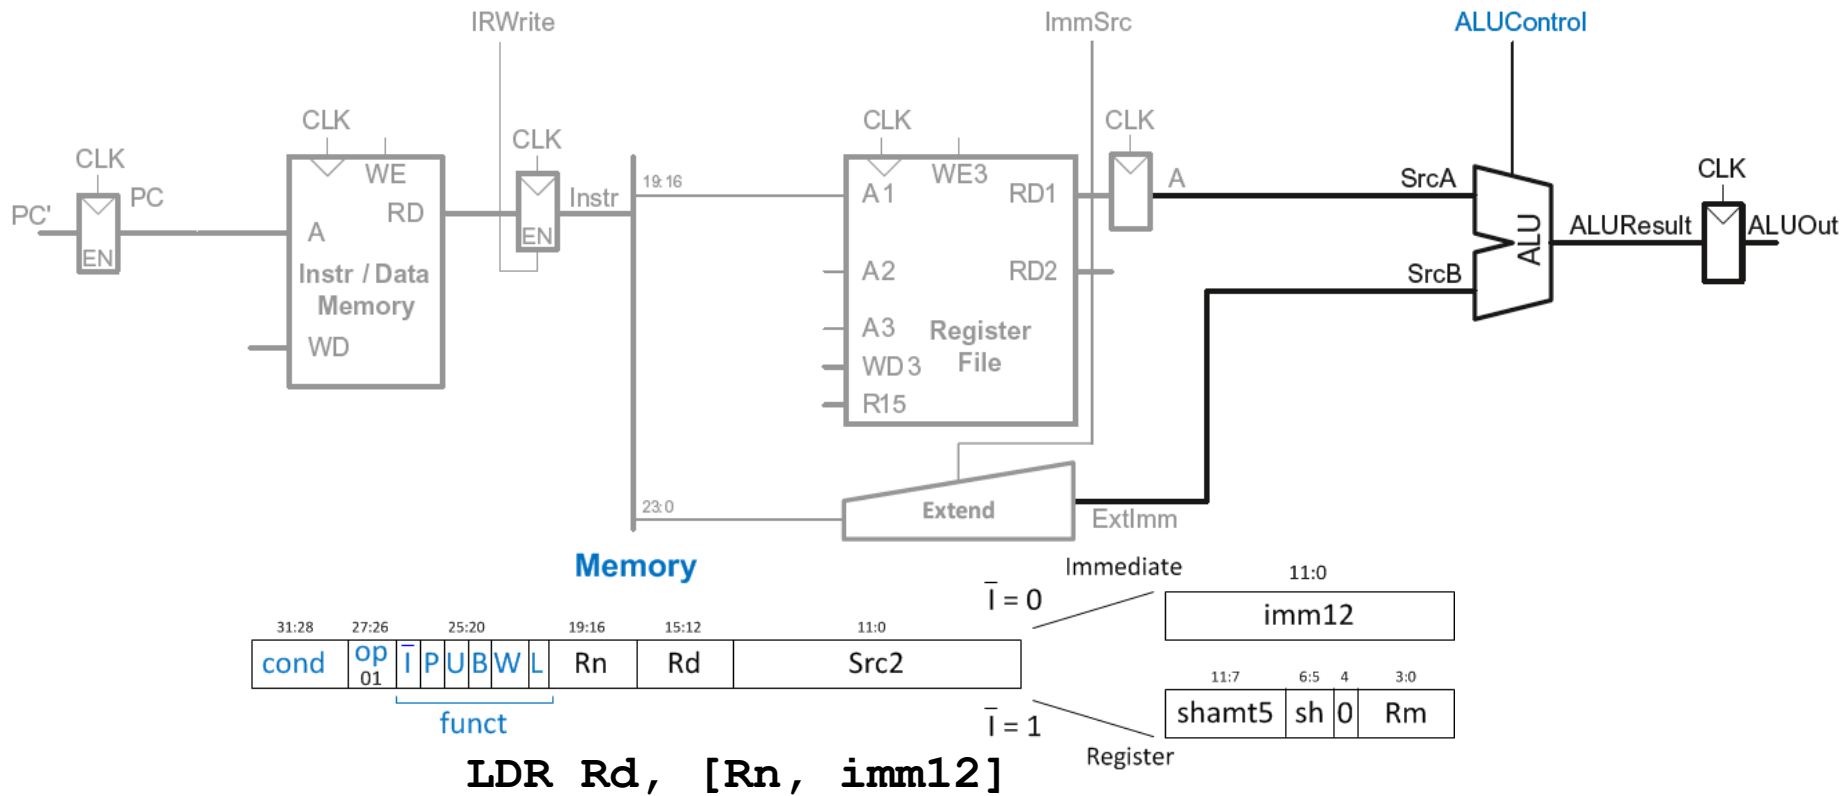 IRWrite
ImmSrc
ALUControl
CLK
CLK
CLK
CLK
CLK
CLK
PC'
PC
EN
WE
RD
A
Instr / Data
Memory
WD
EN
Instr
19:16
A1
WE3
RD1
A2
RD2
A3
Register
File
WD3
R15
A
SrcA
SrcB
ALU
ALUResult
ALUOut
23:0
Extend
ExtImm
Memory
Immediate
I = 0
11:0
imm12
31:28 27:26 25:20 19:16 15:12 11:0
cond op 01 I P U B W L Rn Rd Src2
funct
I = 1
Register
11:7 6:5 4 3:0
shamt5 sh 0 Rm
LDR Rd, [Rn, imm12]